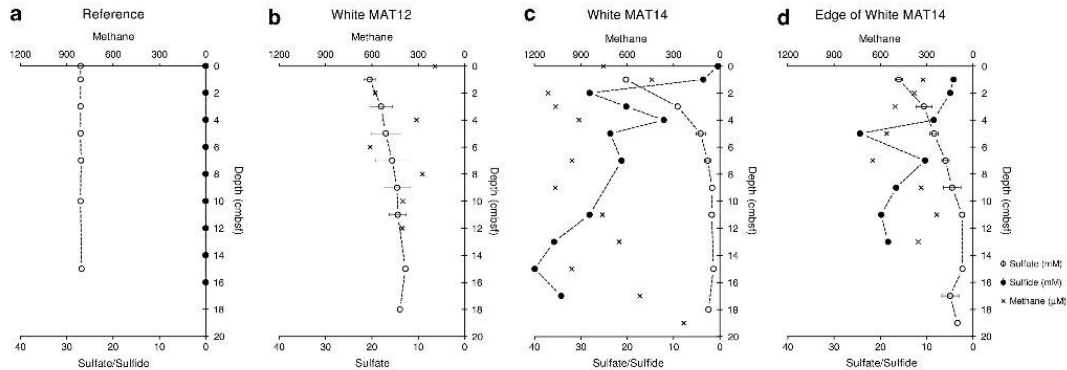 a Reference
Methane
1200 900 600 300 0
0
2
4
6
8
10
12
14
16
18
20
Depth (cmbsf)
40 30 20 10 0
Sulfate/Sulfide
b White MAT12
Methane
1200 900 600 300 0
0
2
4
6
8
10
12
14
16
18
20
Depth (cmbsf)
40 30 20 10 0
Sulfate
c White MAT14
Methane
1200 900 600 300 0
0
2
4
6
8
10
12
14
16
18
20
Depth (cmbsf)
40 30 20 10 0
Sulfate/Sulfide
d Edge of White MAT14
Methane
1200 900 600 300 0
0
2
4
6
8
10
12
14
16
18
20
Depth (cmbsf)
40 30 20 10 0
Sulfate/Sulfide
Sulfate (mM)
Sulfide (mM)
Methane (μM)